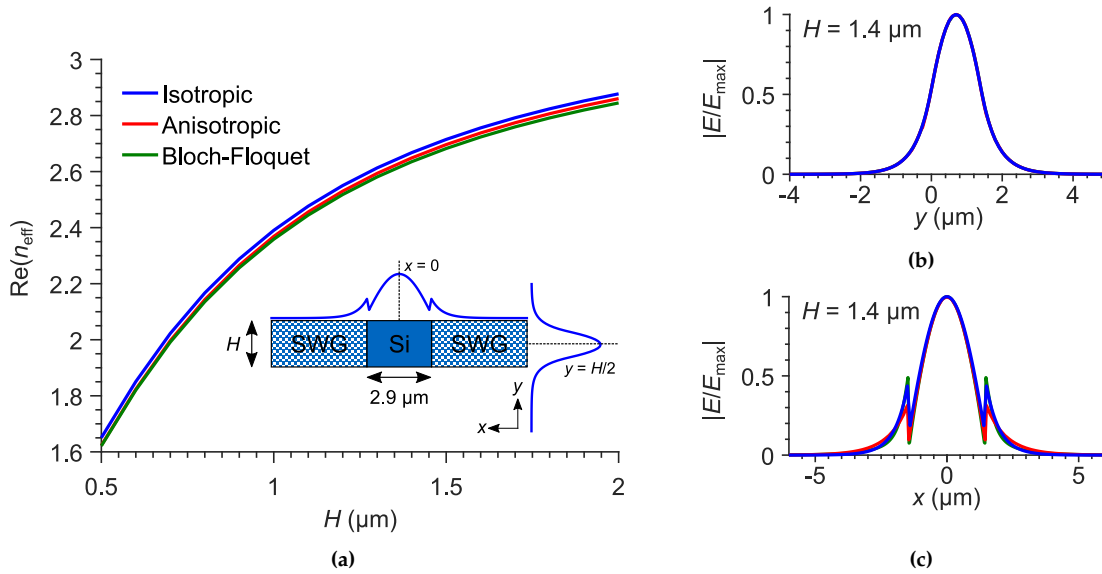 3
2.8
2.6
2.4
2.2
2
1.8
1.6
Re(n_eff)
Isotropic
Anisotropic
Bloch-Floquet
x = 0
H
SWG
Si
SWG
2.9 µm
y = H/2
y
x
0.5
1
1.5
2
H (µm)
(a)
H = 1.4 µm
1
0.5
0
|E/E_max|
-4
-2
0
2
4
y (µm)
(b)
H = 1.4 µm
1
0.5
0
|E/E_max|
-5
0
5
x (µm)
(c)